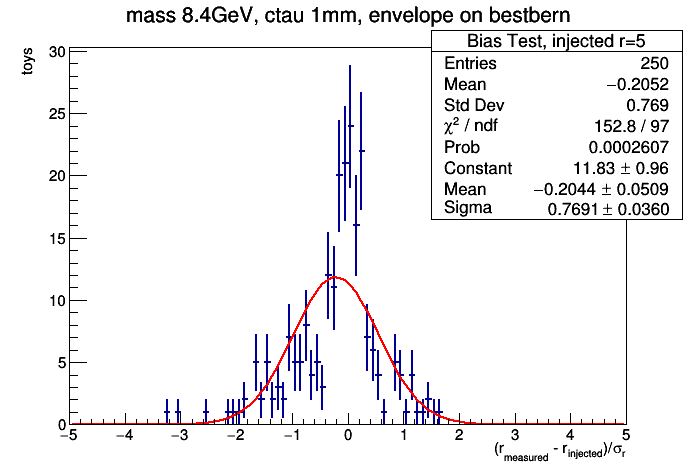 mass 8.4GeV, ctau 1mm, envelope on bestbern
Bias Test, injected r=5
Entries 250
Mean −0.2052
Std Dev 0.769
χ² / ndf 152.8 / 97
Prob 0.0002607
Constant 11.83 ± 0.96
Mean −0.2044 ± 0.0509
Sigma 0.7691 ± 0.0360
toys
30
25
20
15
10
5
0
−5 −4 −3 −2 −1 0 1 2 3 4 5
(r_measured - r_injected)/σ_r